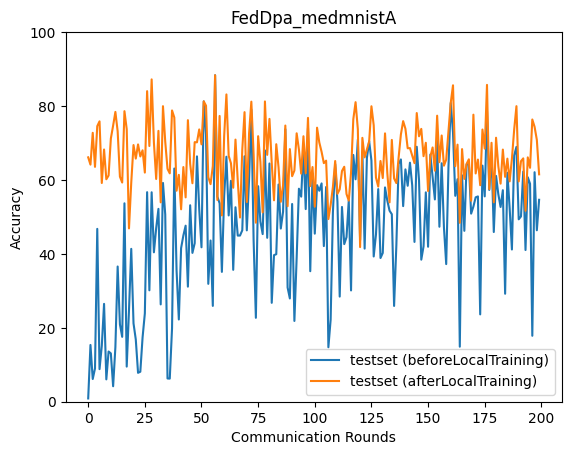 FedDpa_medmnistA
100
80
60
40
20
0
Accuracy
0 25 50 75 100 125 150 175 200
Communication Rounds
testset (beforeLocalTraining)
testset (afterLocalTraining)